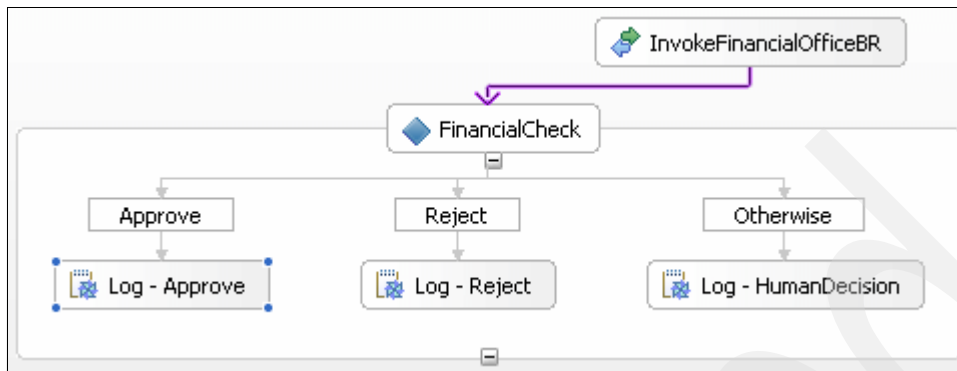 InvokeFinancialOfficeBR
FinancialCheck
Approve
Reject
Otherwise
Log - Approve
Log - Reject
Log - HumanDecision